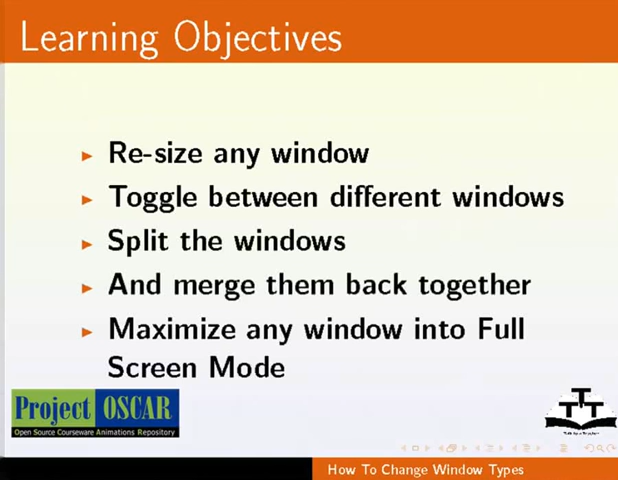 Learning Objectives
Re-size any window
Toggle between different windows
Split the windows
And merge them back together
Maximize any window into Full
Screen Mode
Project OSCAR
Open Source Courseware Animations Repository
TTT
How To Change Window Types